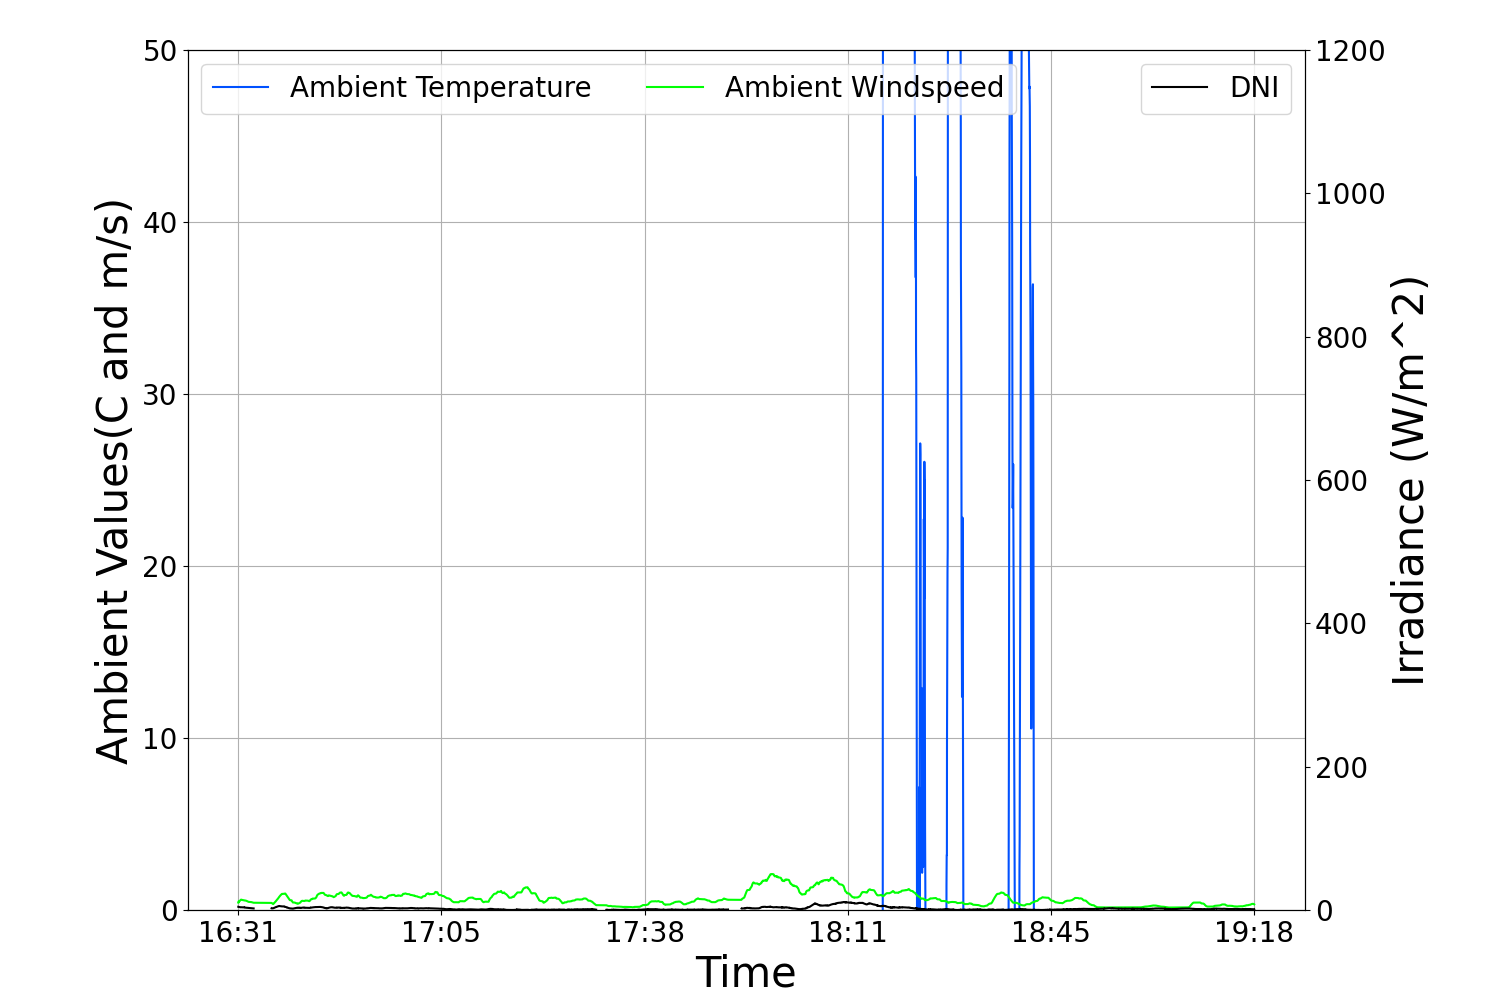 Ambient Temperature
Ambient Windspeed
DNI
50
40
30
20
10
0
Ambient Values(C and m/s)
1200
1000
800
600
400
200
0
Irradiance (W/m^2)
16:31 17:05 17:38 18:11 18:45 19:18
Time